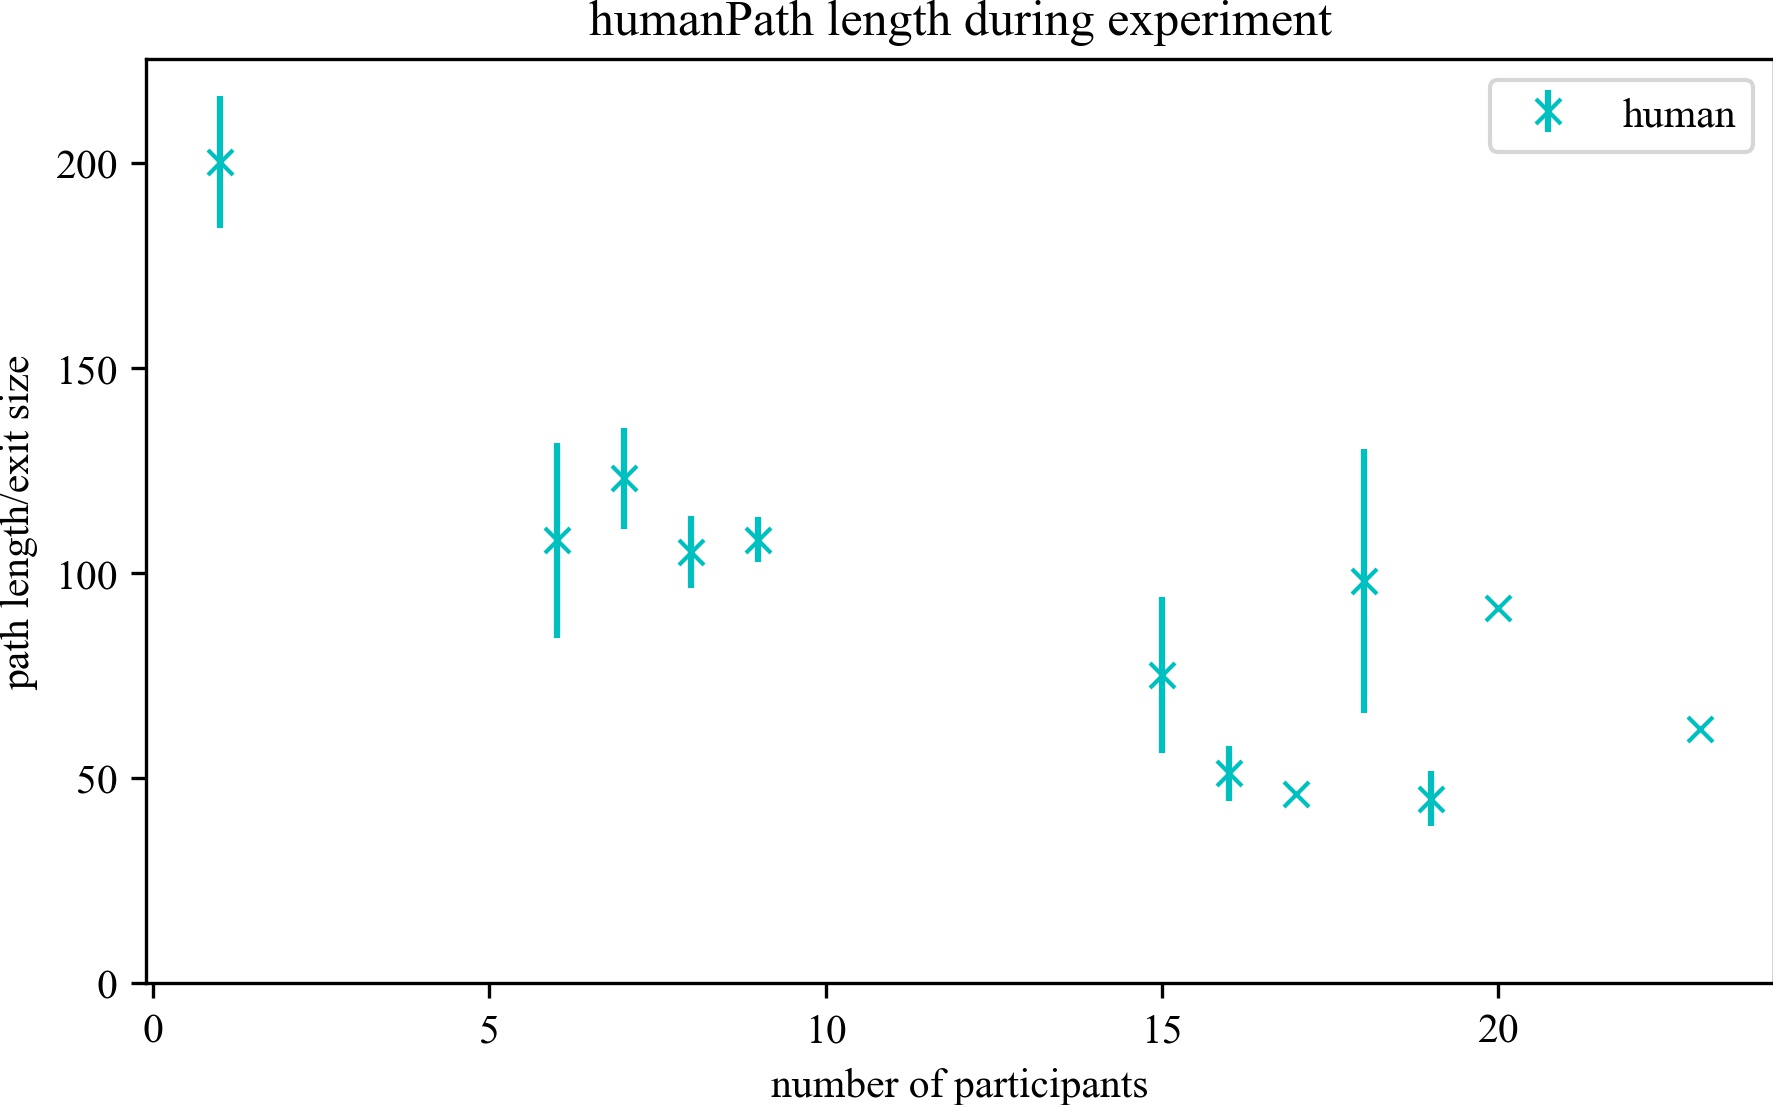 humanPath length during experiment
human
200
150
100
50
0
path length/exit size
0 5 10 15 20
number of participants